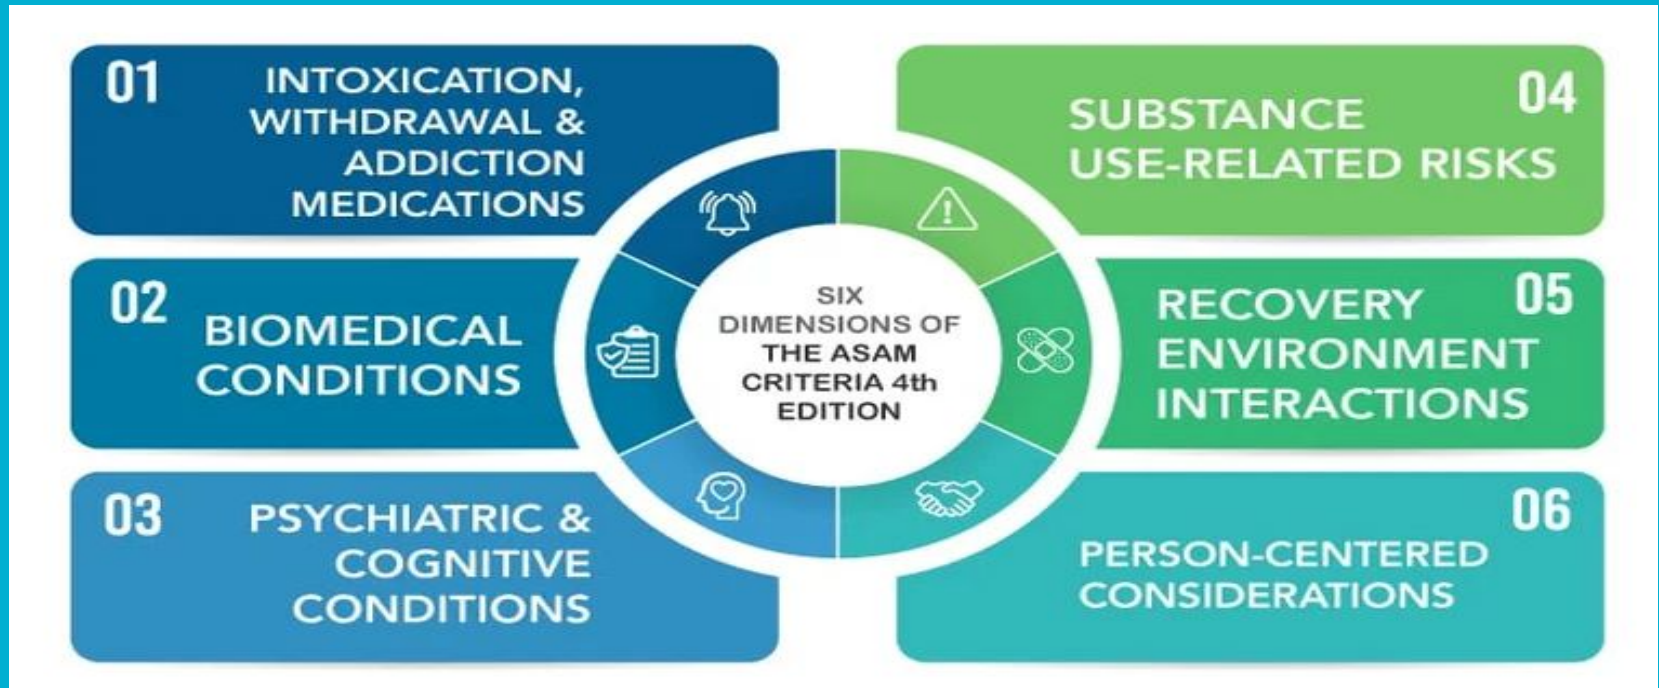 01
INTOXICATION,
WITHDRAWAL &
ADDICTION
MEDICATIONS
02
BIOMEDICAL
CONDITIONS
03
PSYCHIATRIC &
COGNITIVE
CONDITIONS
SIX
DIMENSIONS OF
THE ASAM
CRITERIA 4th
EDITION
04
SUBSTANCE
USE-RELATED RISKS
05
RECOVERY
ENVIRONMENT
INTERACTIONS
06
PERSON-CENTERED
CONSIDERATIONS